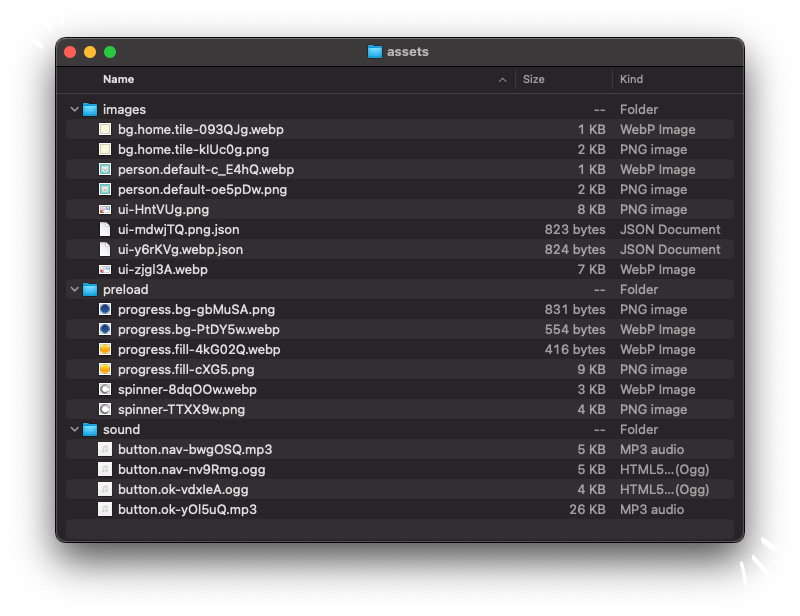 assets
Name Size Kind
images -- Folder
bg.home.tile-093QJg.webp 1 KB WebP Image
bg.home.tile-klUc0g.png 2 KB PNG image
person.default-c_E4hQ.webp 1 KB WebP Image
person.default-oe5pDw.png 2 KB PNG image
ui-HntVUg.png 8 KB PNG image
ui-mdwjTQ.png.json 823 bytes JSON Document
ui-y6rKVg.webp.json 824 bytes JSON Document
ui-zjgI3A.webp 7 KB WebP Image
preload -- Folder
progress.bg-gbMuSA.png 831 bytes PNG image
progress.bg-PtDY5w.webp 554 bytes WebP Image
progress.fill-4kG02Q.webp 416 bytes WebP Image
progress.fill-cXG5.png 9 KB PNG image
spinner-8dqOOw.webp 3 KB WebP Image
spinner-TTXX9w.png 4 KB PNG image
sound -- Folder
button.nav-bwgOSQ.mp3 5 KB MP3 audio
button.nav-nv9Rmg.ogg 5 KB HTML5...(Ogg)
button.ok-vdxleA.ogg 4 KB HTML5...(Ogg)
button.ok-yOl5uQ.mp3 26 KB MP3 audio